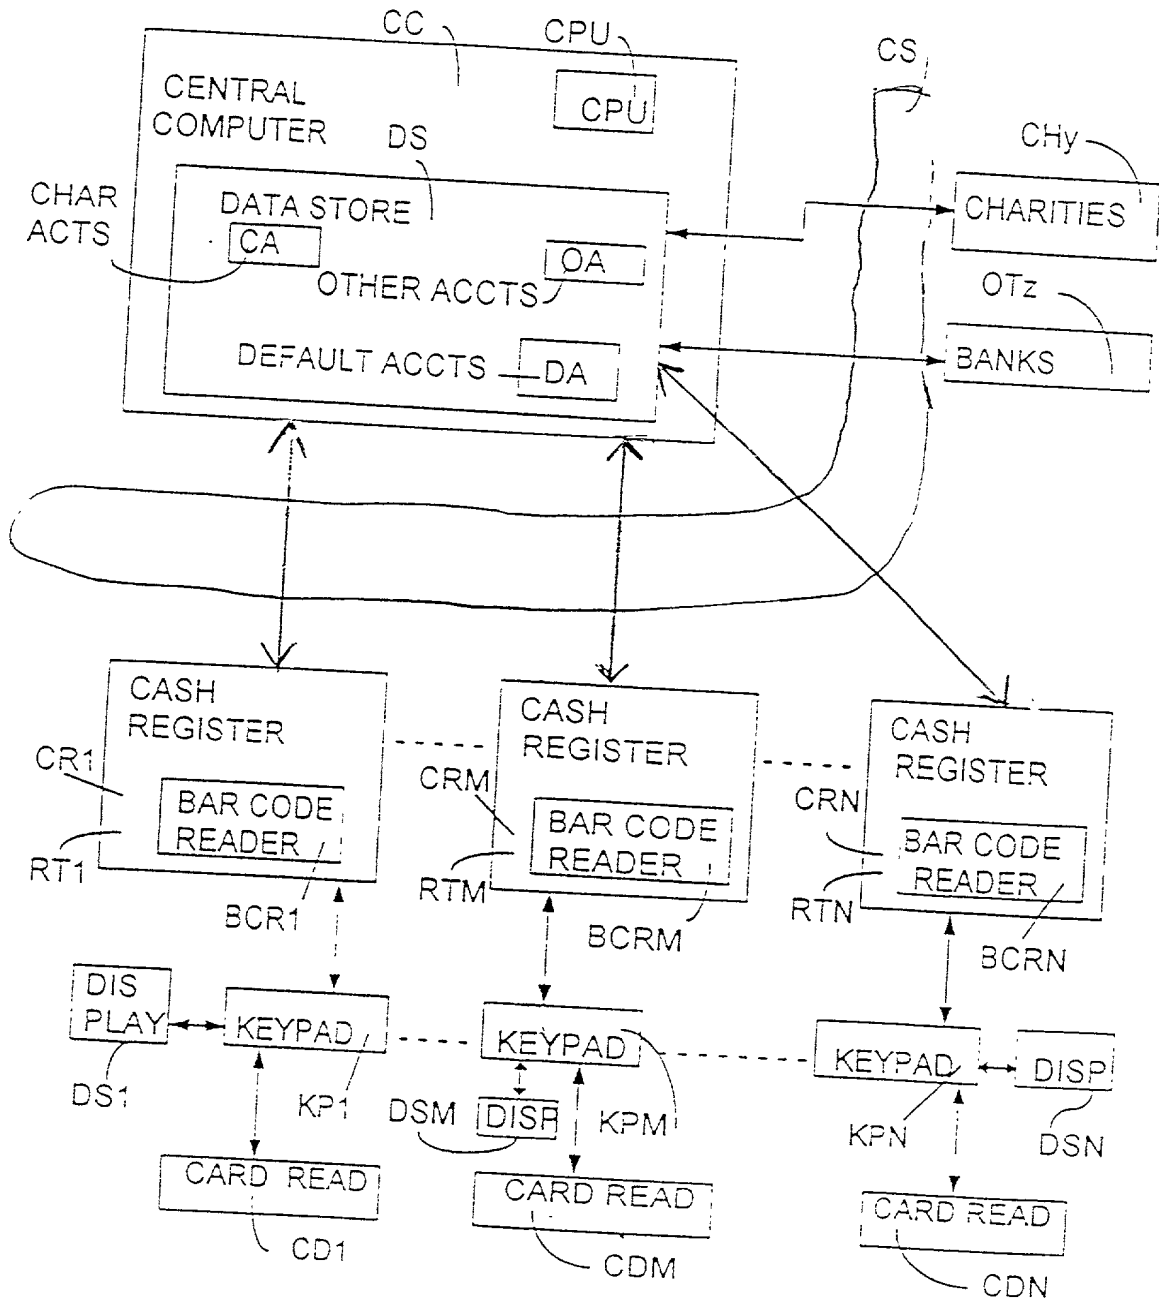 CC
CPU
CS
CENTRAL
COMPUTER
CPU
DS
CHy
CHAR
ACTS
DATA STORE
CA
OA
OTHER ACCTS
CHARITIES
OTz
DEFAULT ACCTS
DA
BANKS
CASH
REGISTER
CR1
BAR CODE
READER
RT1
BCR1
CASH
REGISTER
CRM
BAR CODE
READER
RTM
BCRM
CASH
REGISTER
CRN
BAR CODE
READER
RTN
BCRN
DIS
PLAY
KEYPAD
DS1
KP1
KEYPAD
DSM
DISP
KPM
KEYPAD
DISP
KPN
DSN
CARD READ
CD1
CARD READ
CDM
CARD READ
CDN